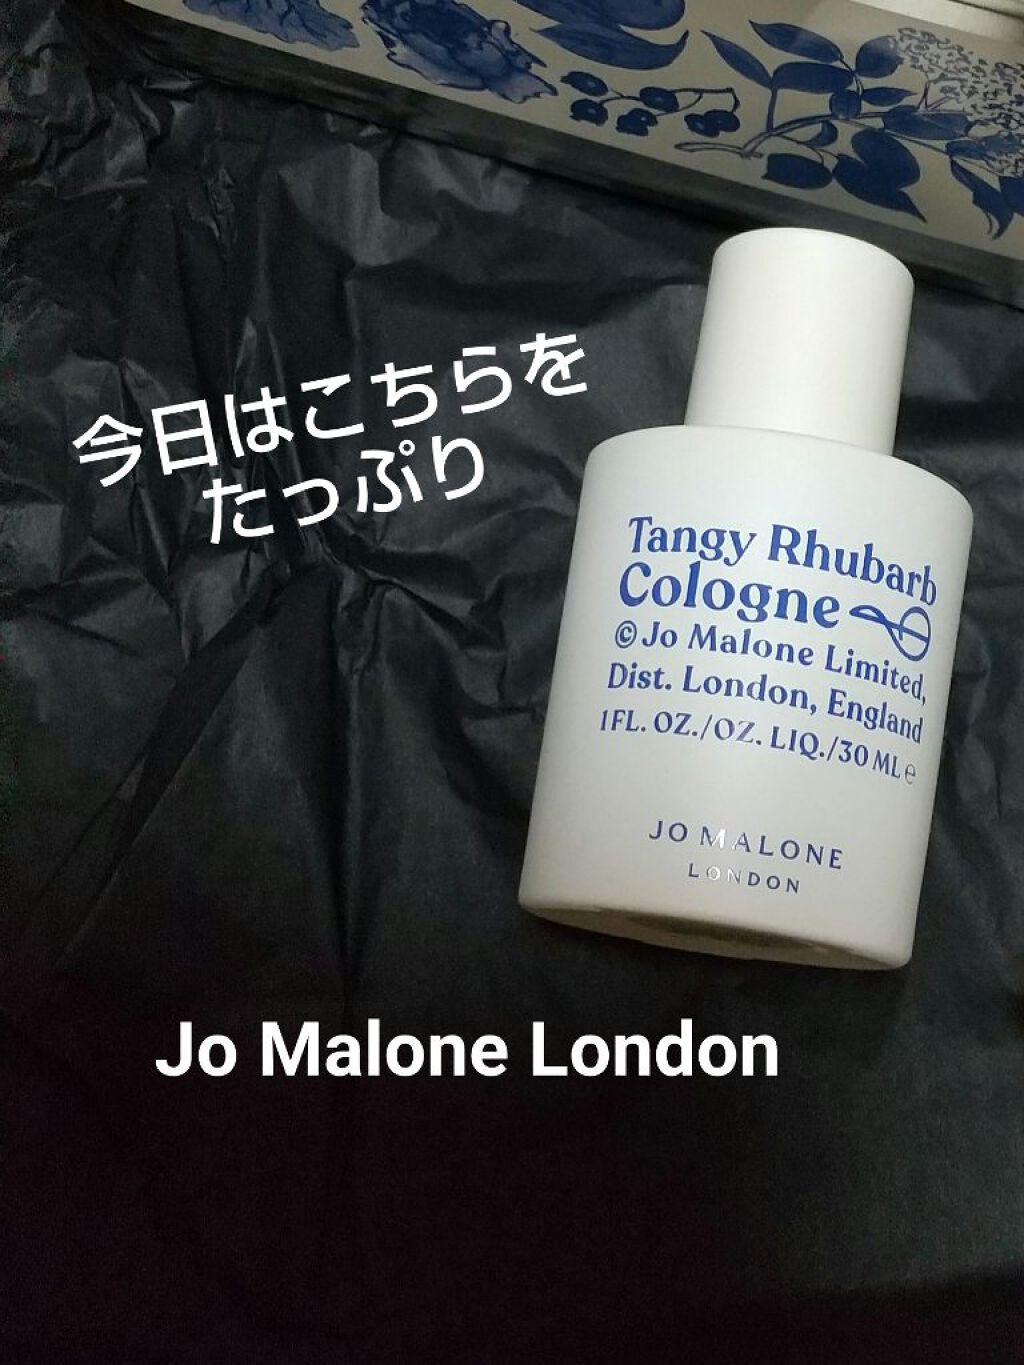 今日はこちらを
たっぷり
Tangy Rhubarb
Cologne
©Jo Malone Limited,
Dist. London, England
1FL. OZ./OZ. LIQ./30 ML ℮
JO MALONE
LONDON
Jo Malone London